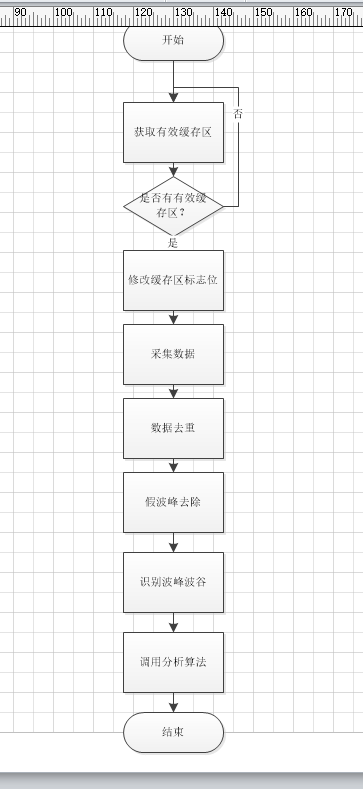 90 100 110 120 130 140 150 160 170
开始
否
获取有效缓存区
是否有有效缓
存区？
是
修改缓存区标志位
采集数据
数据去重
假波峰去除
识别波峰波谷
调用分析算法
结束